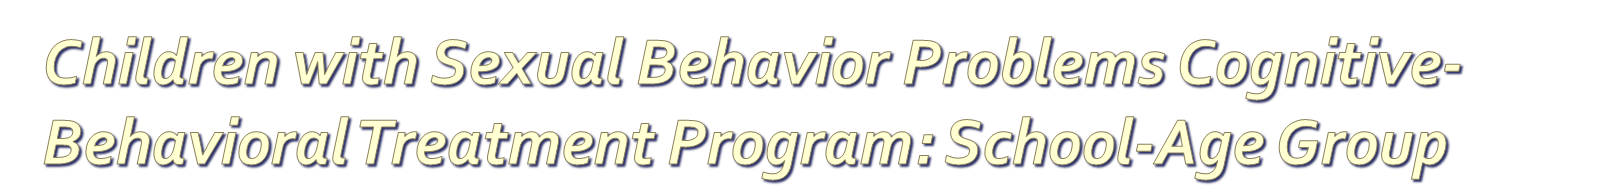 Children with Sexual Behavior Problems Cognitive-
Behavioral Treatment Program: School-Age Group